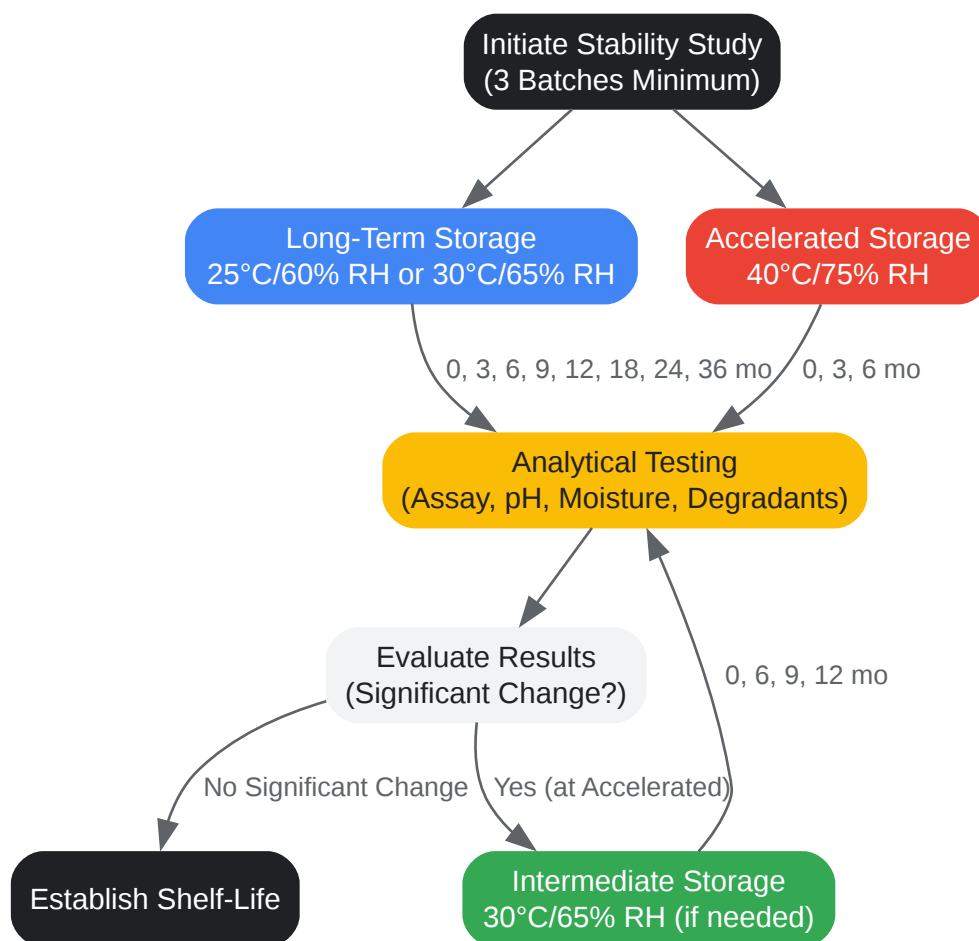 Initiate Stability Study
(3 Batches Minimum)
Long-Term Storage
25°C/60% RH or 30°C/65% RH
Accelerated Storage
40°C/75% RH
0, 3, 6, 9, 12, 18, 24, 36 mo
0, 3, 6 mo
Analytical Testing
(Assay, pH, Moisture, Degradants)
Evaluate Results
(Significant Change?)
0, 6, 9, 12 mo
No Significant Change
Yes (at Accelerated)
Establish Shelf-Life
Intermediate Storage
30°C/65% RH (if needed)